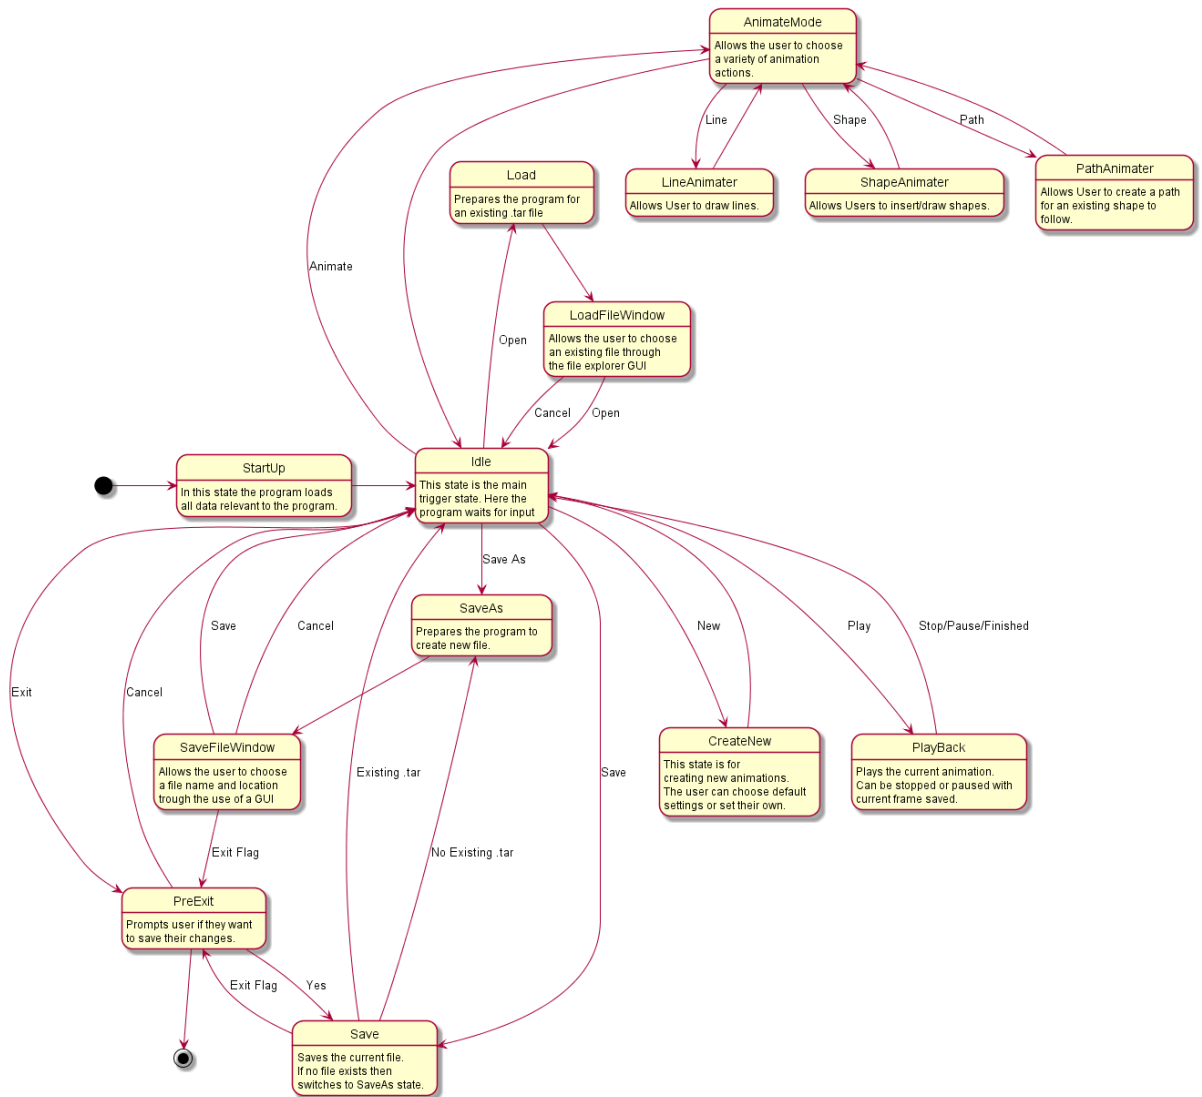 AnimateMode
Allows the user to choose
a variety of animation
actions.
Line
Shape
Path
Load
Prepares the program for
an existing .tar file
LineAnimater
Allows User to draw lines.
ShapeAnimater
Allows Users to insert/draw shapes.
PathAnimater
Allows User to create a path
for an existing shape to
follow.
Animate
LoadFileWindow
Allows the user to choose
an existing file through
the file explorer GUI
Open
Cancel
Open
StartUp
In this state the program loads
all data relevant to the program.
Idle
This state is the main
trigger state. Here the
program waits for input
Save As
SaveAs
Prepares the program to
create new file.
Save
Cancel
New
Play
Stop/Pause/Finished
Exit
Cancel
SaveFileWindow
Allows the user to choose
a file name and location
trough the use of a GUI
Existing .tar
Save
CreateNew
This state is for
creating new animations.
The user can choose default
settings or set their own.
PlayBack
Plays the current animation.
Can be stopped or paused with
current frame saved.
Exit Flag
No Existing .tar
PreExit
Prompts user if they want
to save their changes.
Exit Flag
Yes
Save
Saves the current file.
If no file exists then
switches to SaveAs state.